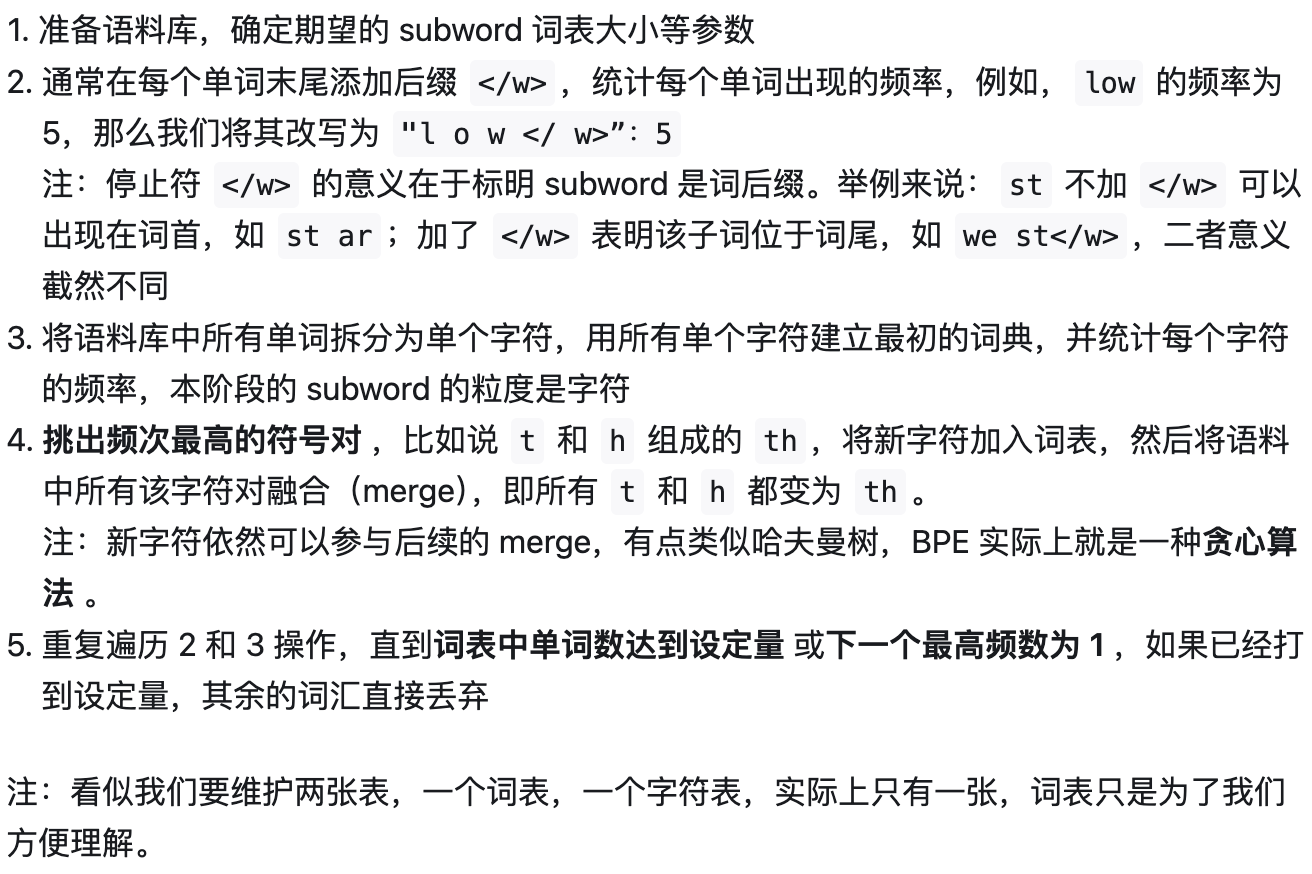 1. 准备语料库，确定期望的 subword 词表大小等参数
2. 通常在每个单词末尾添加后缀 </w> ，统计每个单词出现的频率，例如， low 的频率为
5，那么我们将其改写为 "l o w </ w>”：5
注：停止符 </w> 的意义在于标明 subword 是词后缀。举例来说： st 不加 </w> 可以
出现在词首，如 st ar ；加了 </w> 表明该子词位于词尾，如 we st</w> ，二者意义
截然不同
3. 将语料库中所有单词拆分为单个字符，用所有单个字符建立最初的词典，并统计每个字符
的频率，本阶段的 subword 的粒度是字符
4. 挑出频次最高的符号对 ，比如说 t 和 h 组成的 th ，将新字符加入词表，然后将语料
中所有该字符对融合（merge），即所有 t 和 h 都变为 th 。
注：新字符依然可以参与后续的 merge，有点类似哈夫曼树，BPE 实际上就是一种贪心算
法 。
5. 重复遍历 2 和 3 操作，直到词表中单词数达到设定量 或下一个最高频数为 1 ，如果已经打
到设定量，其余的词汇直接丢弃
注：看似我们要维护两张表，一个词表，一个字符表，实际上只有一张，词表只是为了我们
方便理解。